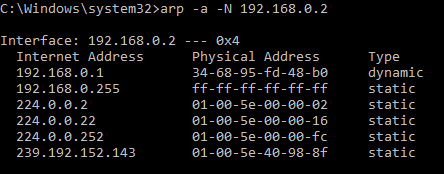 C:\Windows\system32>arp -a -N 192.168.0.2
Interface: 192.168.0.2 --- 0x4
Internet Address Physical Address Type
192.168.0.1 34-68-95-fd-48-b0 dynamic
192.168.0.255 ff-ff-ff-ff-ff-ff static
224.0.0.2 01-00-5e-00-00-02 static
224.0.0.22 01-00-5e-00-00-16 static
224.0.0.252 01-00-5e-00-00-fc static
239.192.152.143 01-00-5e-40-98-8f static